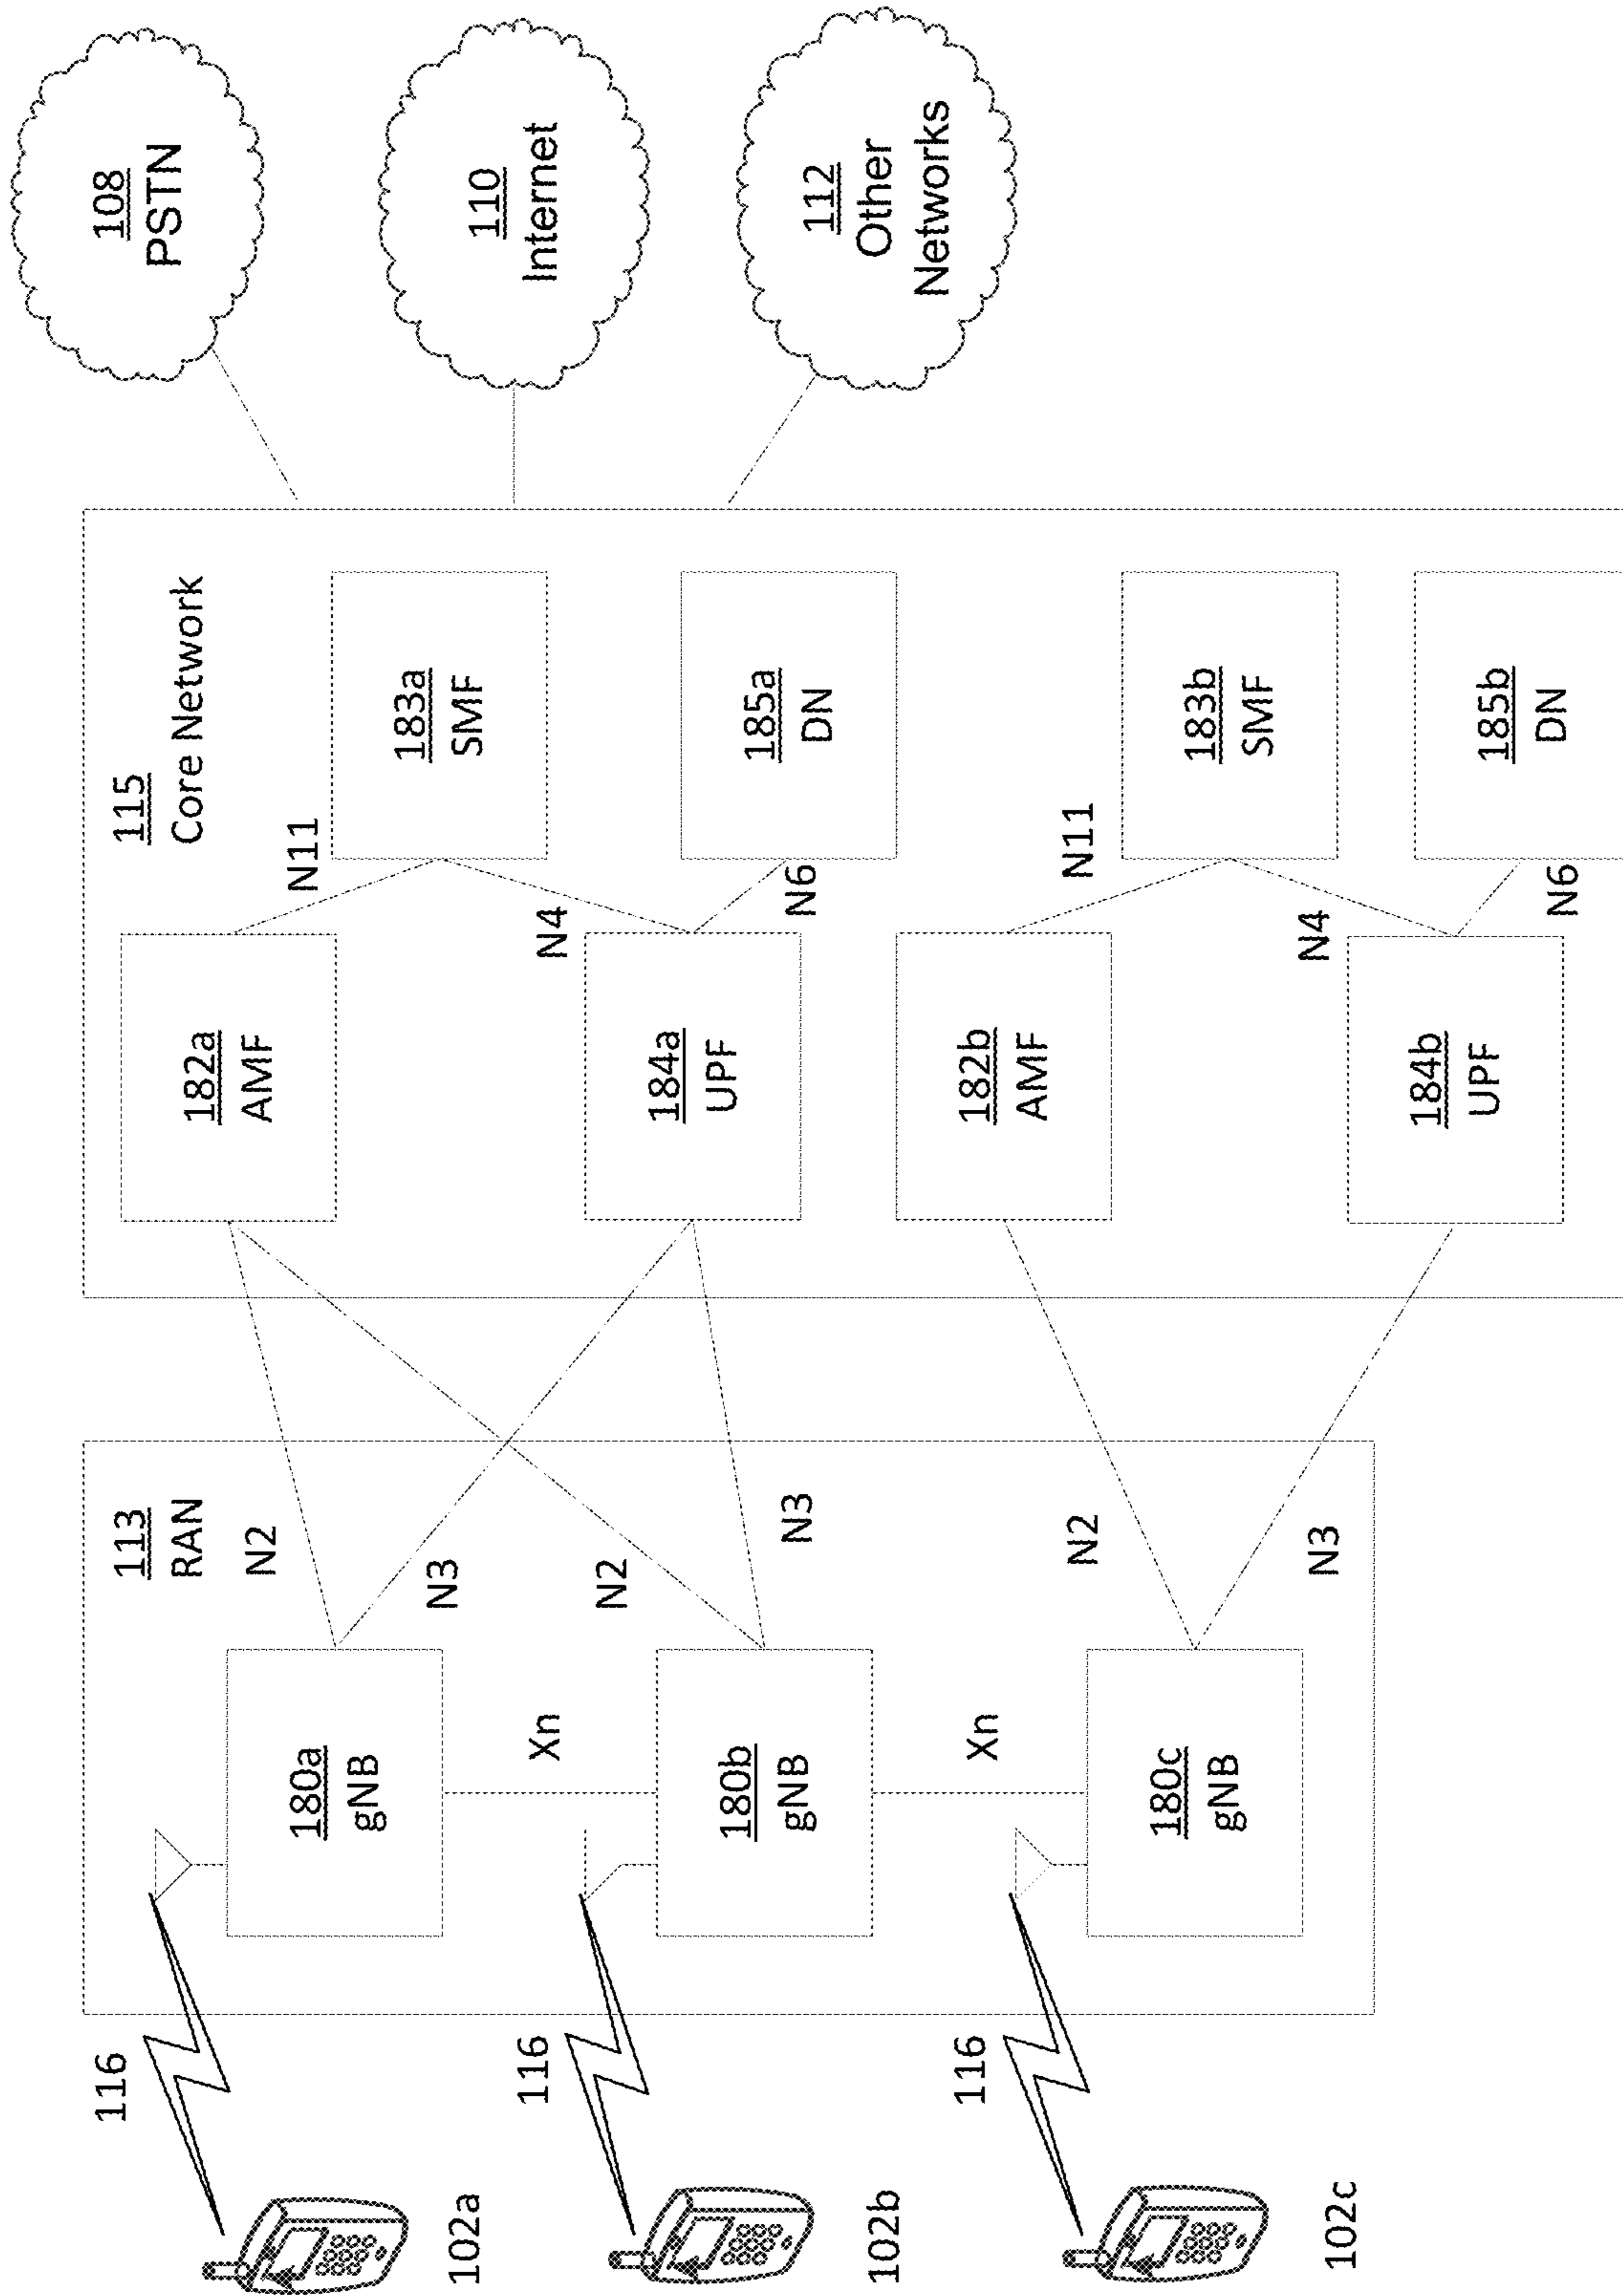 102a
116
102b
116
102c
116
113
RAN
180a
gNB
Xn
180b
gNB
Xn
180c
gNB
N2
N3
N2
N3
N2
N3
115
Core Network
182a
AMF
N11
183a
SMF
N4
184a
UPF
N6
185a
DN
182b
AMF
N11
183b
SMF
N4
184b
UPF
N6
185b
DN
108
PSTN
110
Internet
112
Other
Networks